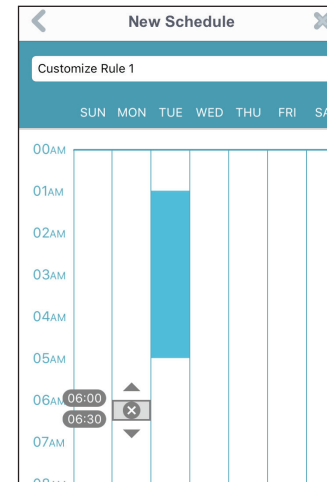 New Schedule
Customize Rule 1
SUN MON TUE WED THU FRI SA
00AM
01AM
02AM
03AM
04AM
05AM
06AM 06:00
06:30
07AM